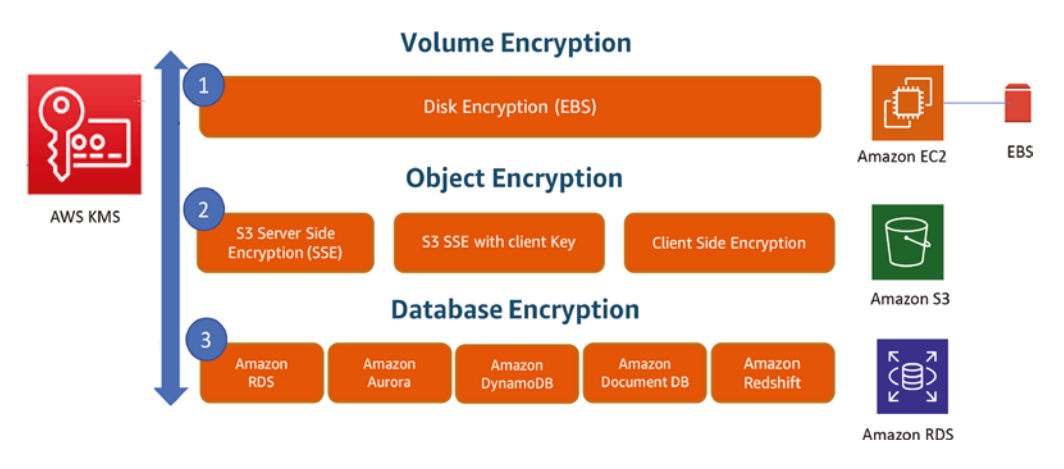 Volume Encryption
1
Disk Encryption (EBS)
AWS KMS
Amazon EC2
EBS
Object Encryption
2
S3 Server Side
Encryption (SSE)
S3 SSE with client Key
Client Side Encryption
Amazon S3
Database Encryption
3
Amazon
RDS
Amazon
Aurora
Amazon
DynamoDB
Amazon
Document DB
Amazon
Redshift
Amazon RDS